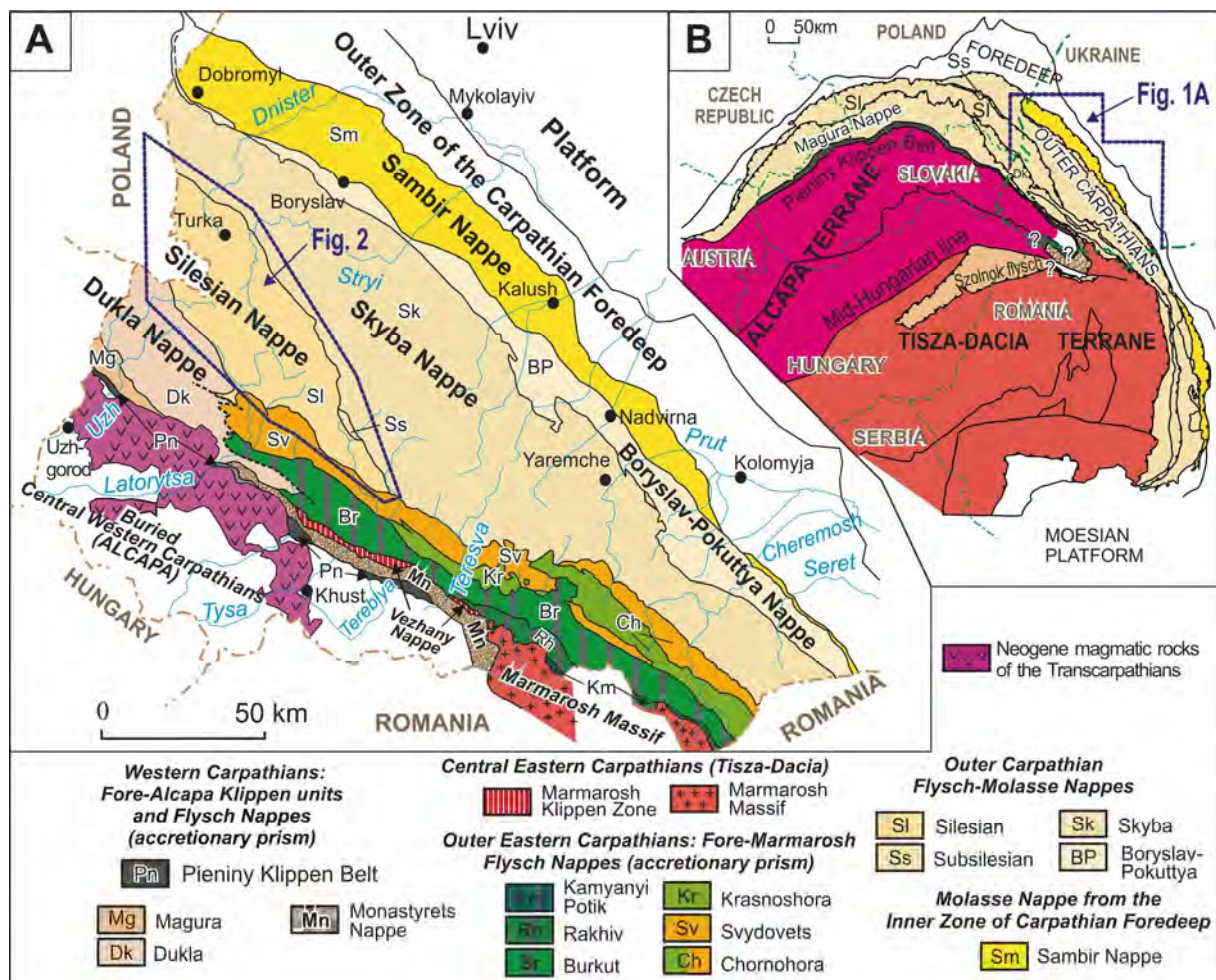 A
Lviv
Dobromyl
Dnister
Mykolayiv
Outer Zone of the Carpathian Foredeep
Platform
POLAND
Sm
Sambir Nappe
Boryslav
Turka
Fig. 2
Stryi
Silesian Nappe
Kalush
Sk
Skyba Nappe
Dukla Nappe
BP
Mg
Dk
Sl
Ss
Uzh
Pn
Sv
Uzh-
gorod
Nadvirna
Prut
Yaremche
Kolomyja
Latorytsa
Boryslav-Pokuttya Nappe
Buried
Central Western Carpathians
(ALCAPA)
Br
Cheremosh
Seret
Teresva
Sv
Kr
Pn
Mn
Khust
Tereblya
Vezhany
Nappe
Mn
Br
Rh
Ch
HUNGARY
Tysa
Km
Marmarosh Massif
ROMANIA
ROMANIA
0 50 km
B
0 50км
POLAND
UKRAINE
FOREDEEP
Ss
Fig. 1A
CZECH
REPUBLIC
Sl
Sl
Magura Nappe
OUTER CARPATHIANS
Pieniny Klippen Belt
Dk
SLOVAKIA
ALCAPA TERRANE
AUSTRIA
?
?
?
Mid-Hungarian line
Szolnok flysch
ROMANIA
TISZA-DACIA TERRANE
HUNGARY
SERBIA
MOESIAN
PLATFORM
Neogene magmatic rocks
of the Transcarpathians
Western Carpathians:
Fore-Alcapa Klippen units
and Flysch Nappes
(accretionary prism)
Pn Pieniny Klippen Belt
Mg Magura
Dk Dukla
Mn Monastyrets
Nappe
Central Eastern Carpathians (Tisza-Dacia)
Marmarosh
Klippen Zone
Marmarosh
Massif
Outer Eastern Carpathians: Fore-Marmarosh
Flysch Nappes (accretionary prism)
Kamyanyi
Potik
Rh Rakhiv
Br Burkut
Kr Krasnoshora
Sv Svydovets
Ch Chornohora
Outer Carpathian
Flysch-Molasse Nappes
Sl Silesian
Ss Subsilesian
Sk Skyba
BP Boryslav-
Pokuttya
Molasse Nappe from the
Inner Zone of Carpathian Foredeep
Sm Sambir Nappe